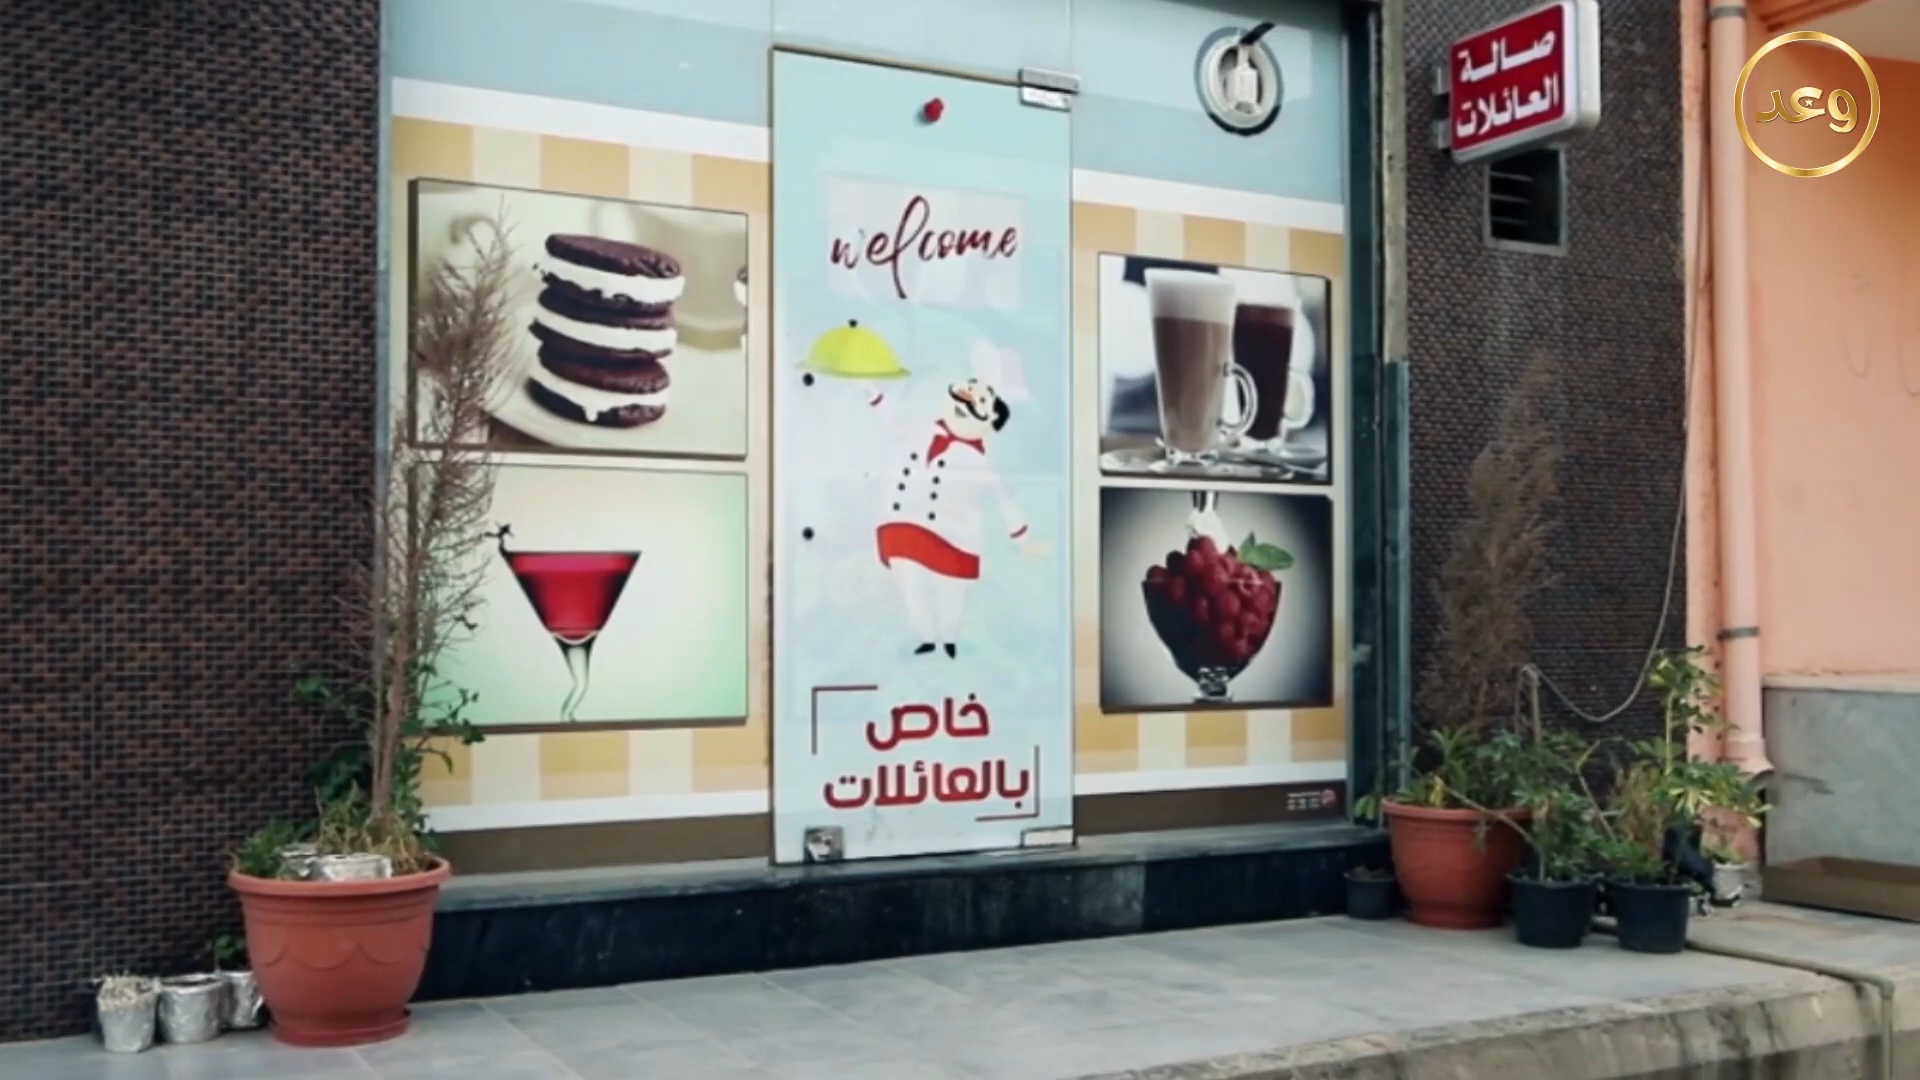 صالة
العائلات
وعد
welcome
خاص
بالعائلات